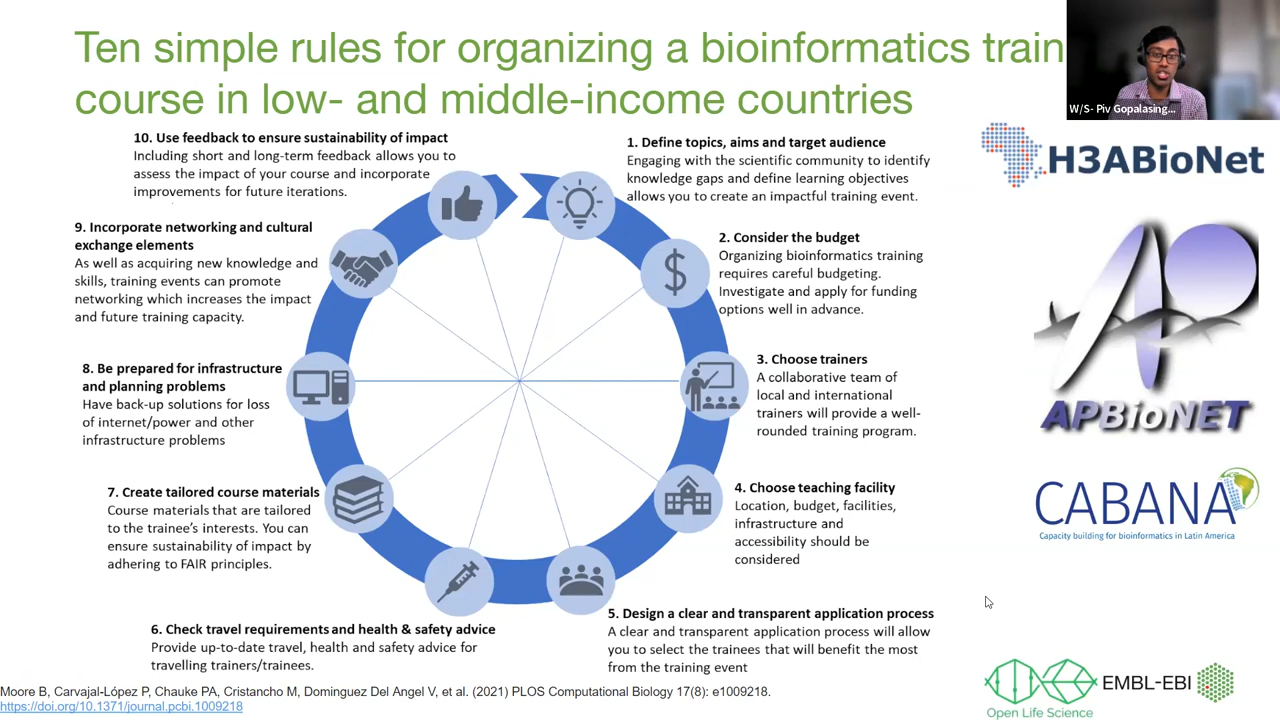 Ten simple rules for organizing a bioinformatics train
course in low- and middle-income countries
W/S- Piv Gopalasing...
10. Use feedback to ensure sustainability of impact
Including short and long-term feedback allows you to
assess the impact of your course and incorporate
improvements for future iterations.
1. Define topics, aims and target audience
Engaging with the scientific community to identify
knowledge gaps and define learning objectives
allows you to create an impactful training event.
9. Incorporate networking and cultural
exchange elements
As well as acquiring new knowledge and
skills, training events can promote
networking which increases the impact
and future training capacity.
2. Consider the budget
Organizing bioinformatics training
requires careful budgeting.
Investigate and apply for funding
options well in advance.
$
8. Be prepared for infrastructure
and planning problems
Have back-up solutions for loss
of internet/power and other
infrastructure problems
3. Choose trainers
A collaborative team of
local and international
trainers will provide a well-
rounded training program.
7. Create tailored course materials
Course materials that are tailored
to the trainee's interests. You can
ensure sustainability of impact by
adhering to FAIR principles.
4. Choose teaching facility
Location, budget, facilities,
infrastructure and
accessibility should be
considered
6. Check travel requirements and health & safety advice
Provide up-to-date travel, health and safety advice for
travelling trainers/trainees.
5. Design a clear and transparent application process
A clear and transparent application process will allow
you to select the trainees that will benefit the most
from the training event
H3ABioNet
AP
APBioNET
CABANA
Capacity building for bioinformatics in Latin America
Open Life Science
EMBL-EBI
Moore B, Carvajal-López P, Chauke PA, Cristancho M, Dominguez Del Angel V, et al. (2021) PLOS Computational Biology 17(8): e1009218.
https://doi.org/10.1371/journal.pcbi.1009218